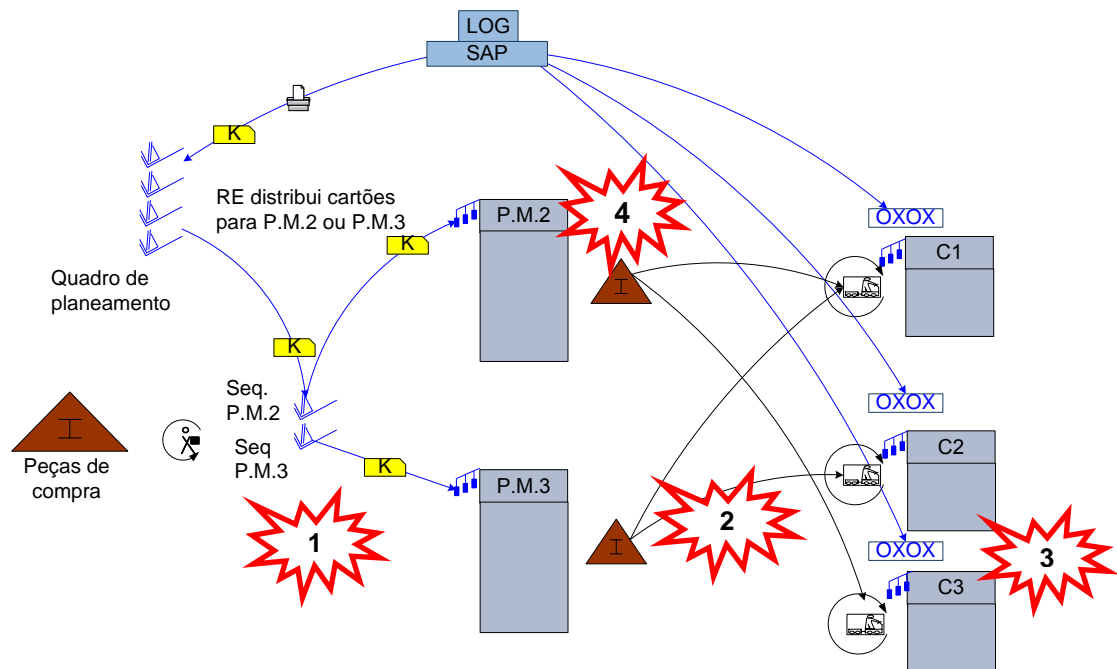 LOG
SAP
K
RE distribui cartões
para P.M.2 ou P.M.3
K
P.M.2
4
OXOX
C1
Quadro de
planeamento
I
K
Seq.
P.M.2
Seq
P.M.3
I
Peças de
compra
K
P.M.3
1
I
2
OXOX
C2
OXOX
3
C3